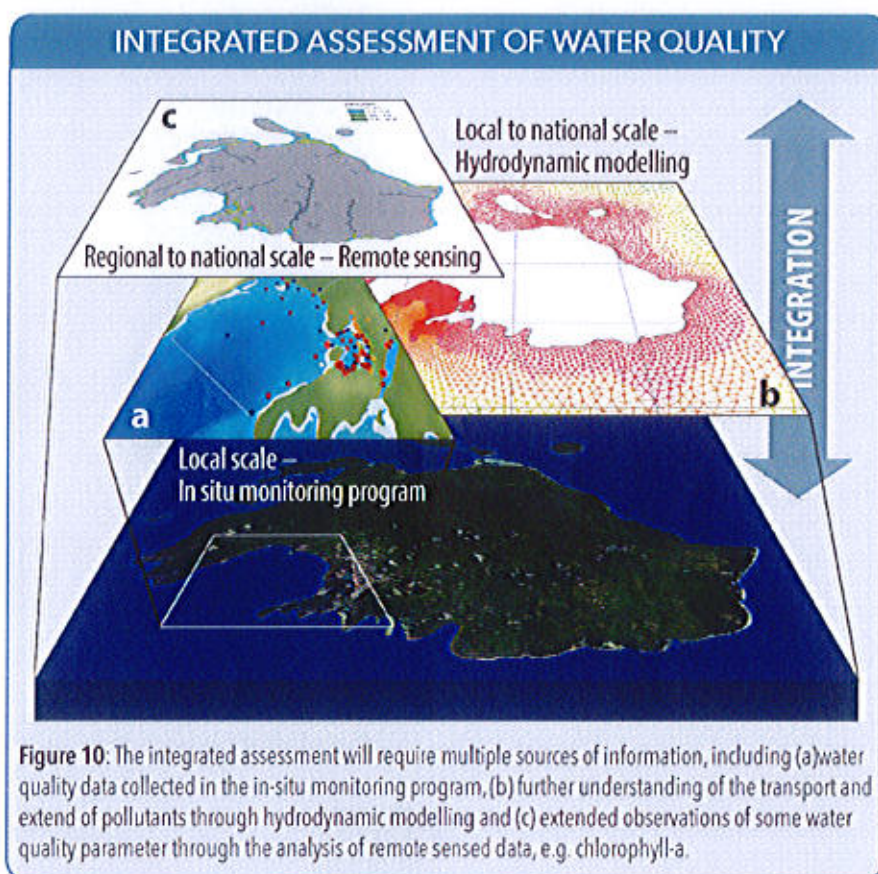 INTEGRATED ASSESSMENT OF WATER QUALITY
c
Local to national scale –
Hydrodynamic modelling
Regional to national scale – Remote sensing
INTEGRATION
a
b
Local scale –
In situ monitoring program
Figure 10: The integrated assessment will require multiple sources of information, including (a)water
quality data collected in the in-situ monitoring program, (b) further understanding of the transport and
extend of pollutants through hydrodynamic modelling and (c) extended observations of some water
quality parameter through the analysis of remote sensed data, e.g. chlorophyll-a.